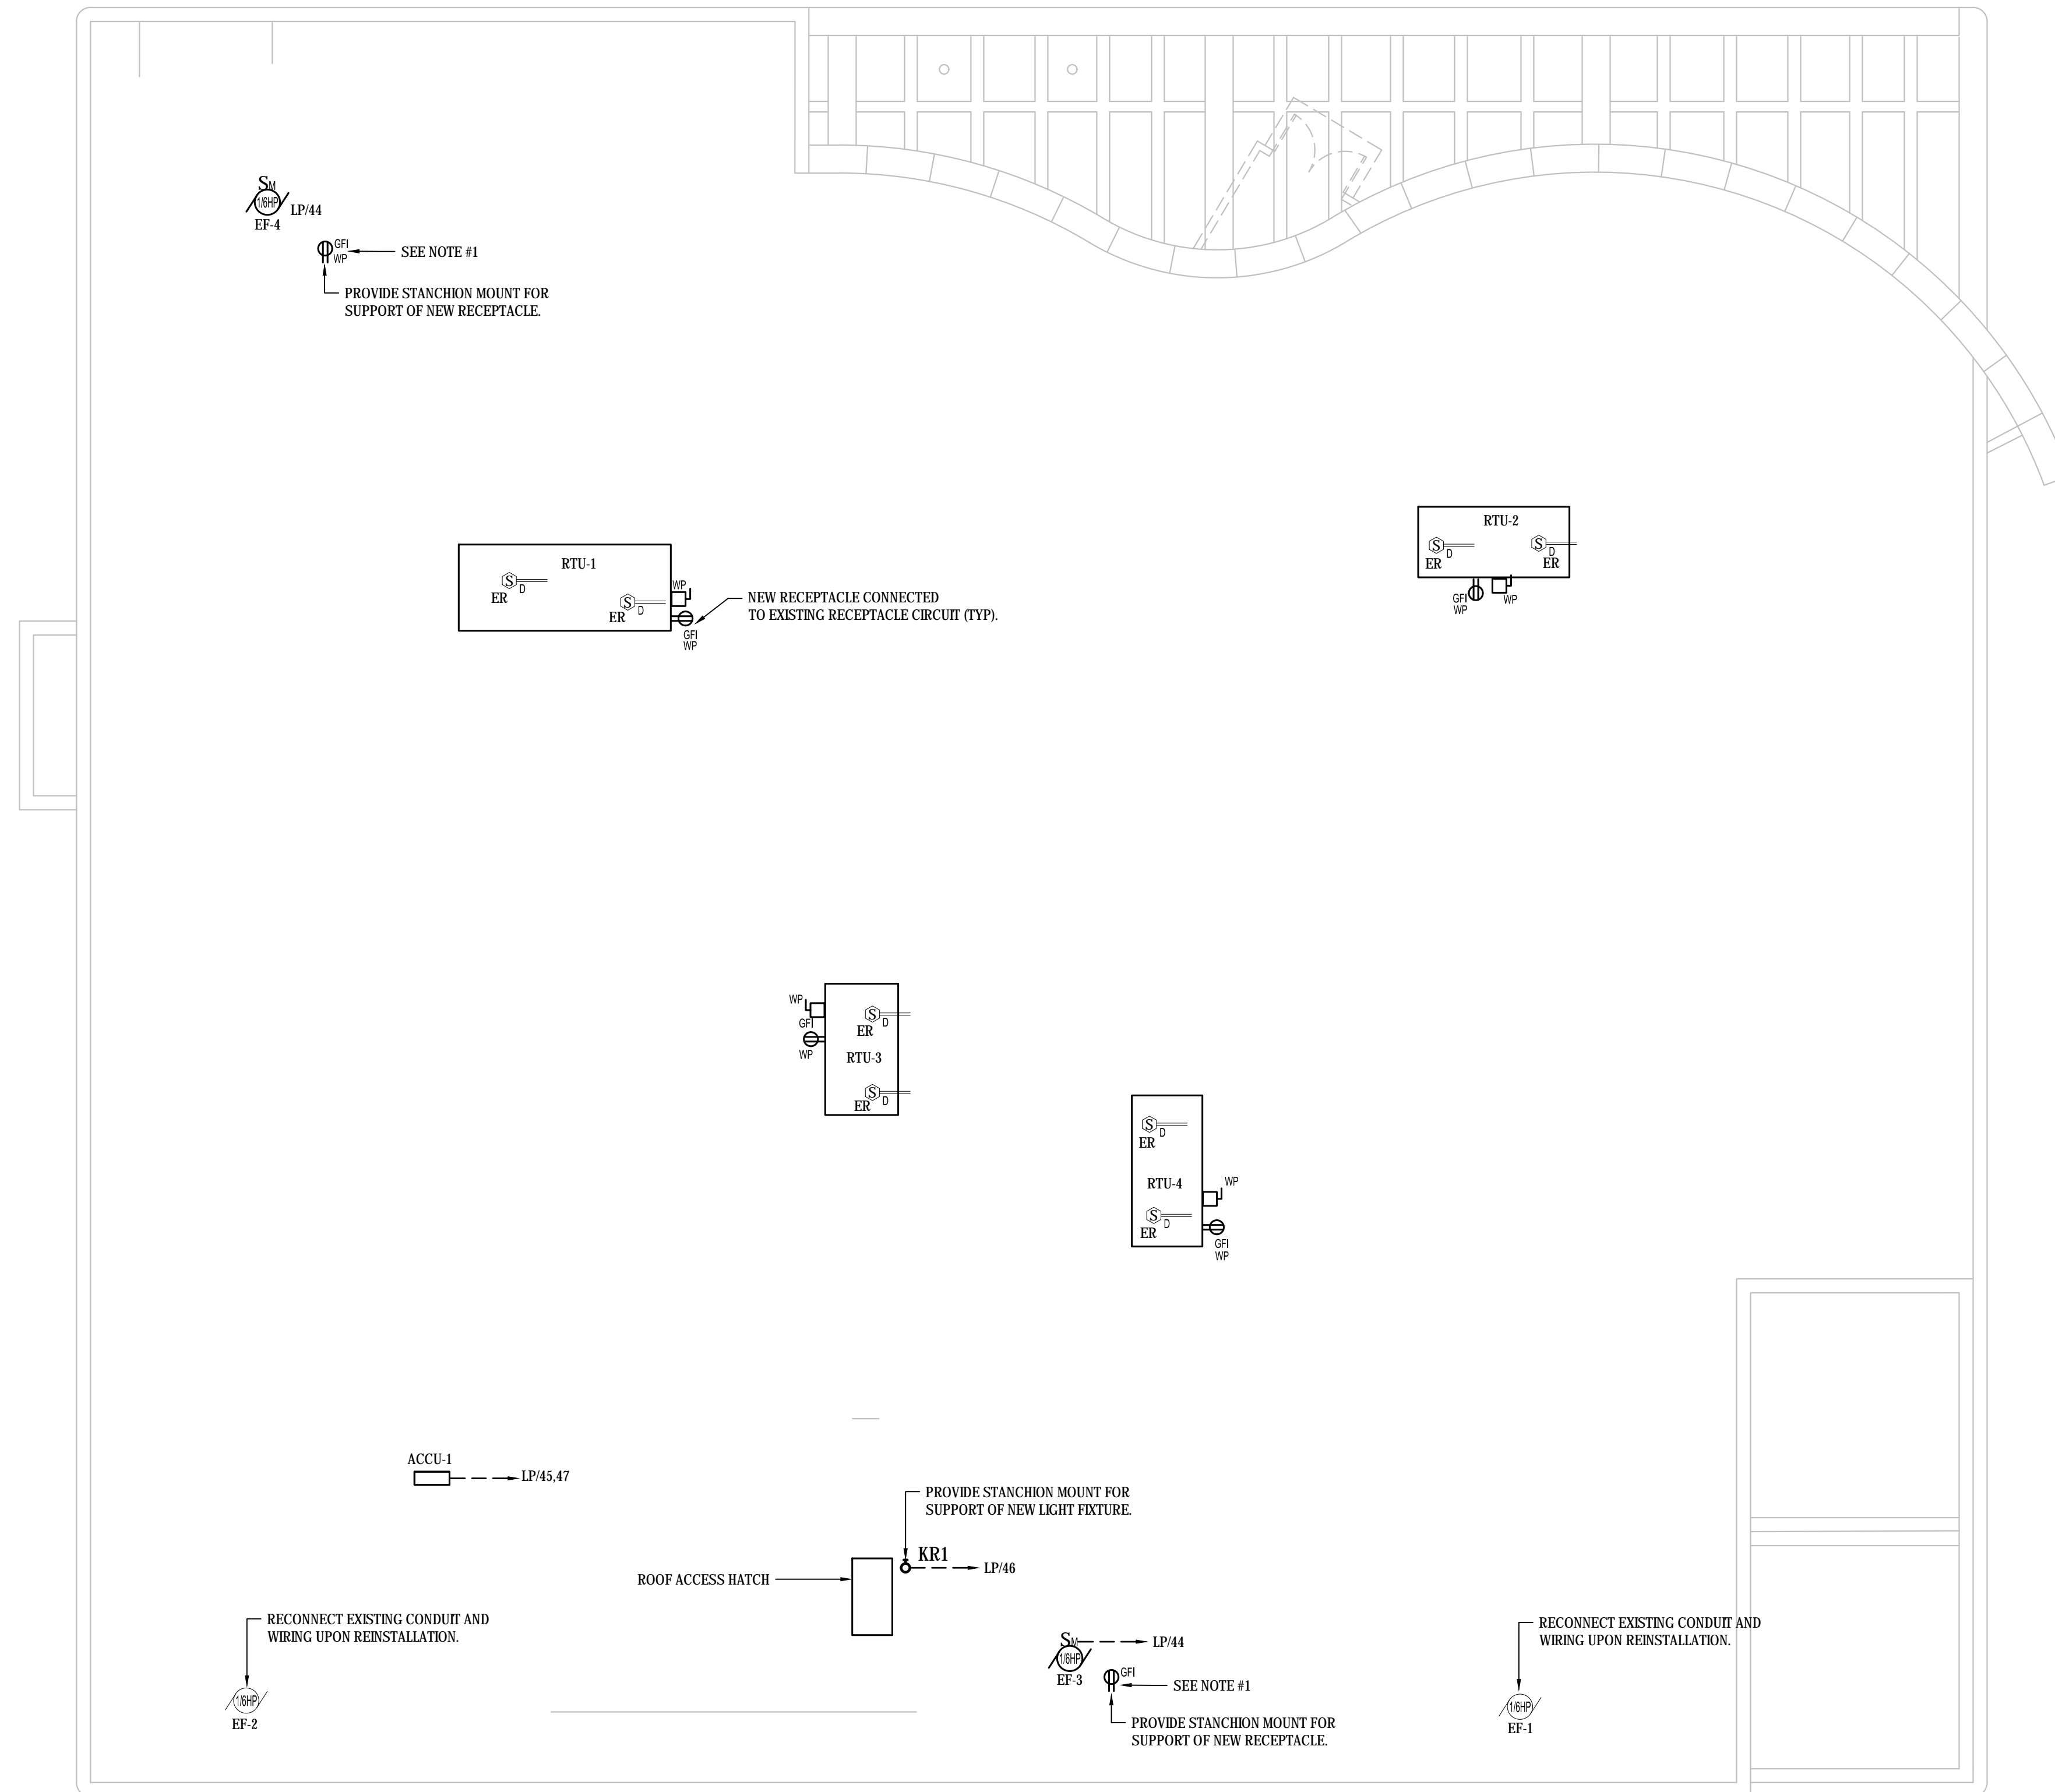 SM
1/6HP
LP/44
EF-4
GFI
WP
SEE NOTE #1
PROVIDE STANCHION MOUNT FOR
SUPPORT OF NEW RECEPTACLE.
RTU-1
S
D
ER
S
D
ER
WP
GFI
WP
NEW RECEPTACLE CONNECTED
TO EXISTING RECEPTACLE CIRCUIT (TYP).
RTU-2
S
D
ER
S
D
ER
GFI
WP
WP
WP
GFI
WP
S
D
ER
RTU-3
S
D
ER
S
D
ER
RTU-4
WP
S
D
ER
GFI
WP
ACCU-1
LP/45,47
PROVIDE STANCHION MOUNT FOR
SUPPORT OF NEW LIGHT FIXTURE.
KR1
LP/46
ROOF ACCESS HATCH
RECONNECT EXISTING CONDUIT AND
WIRING UPON REINSTALLATION.
1/6HP
EF-2
SM
LP/44
1/6HP
EF-3
GFI
SEE NOTE #1
PROVIDE STANCHION MOUNT FOR
SUPPORT OF NEW RECEPTACLE.
RECONNECT EXISTING CONDUIT AND
WIRING UPON REINSTALLATION.
1/6HP
EF-1